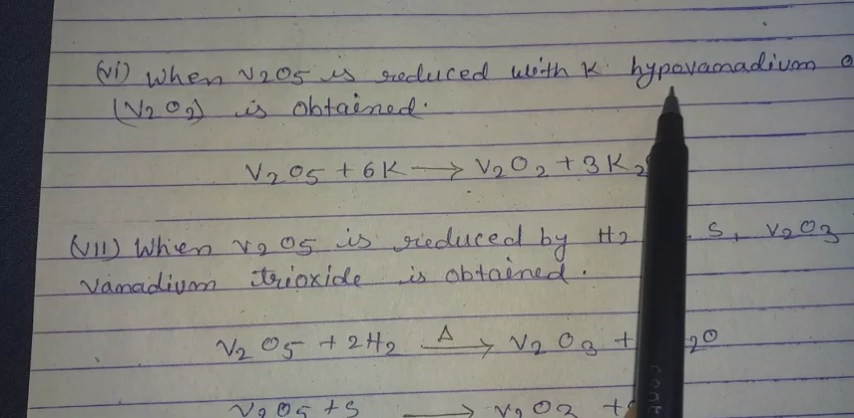 (vi) When V2O5 is reduced with K hypovanadium
(V2O2) is obtained.
V2O5 + 6K → V2O2 + 3K2
(VII) When V2O5 is reduced by H2 S, V2O3
Vanadium trioxide is obtained.
V2O5 + 2H2 Δ→ V2O3 + 2O
V2O5 + S → V2O3 +